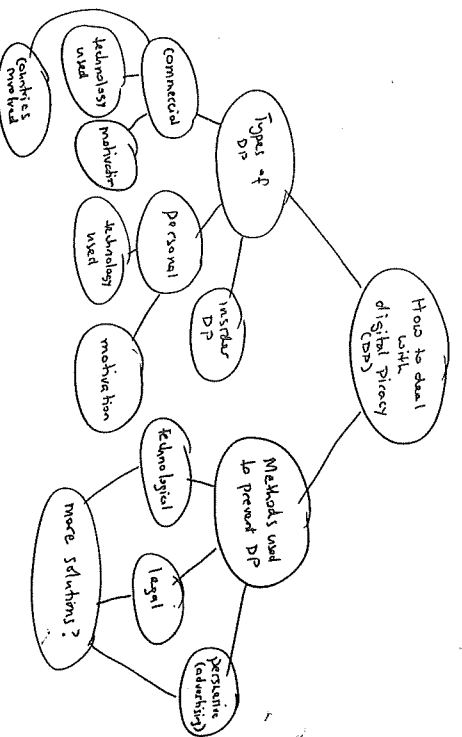 How to deal
with
digital piracy
(DP)
Types of
DP
Methods used
to prevent DP
commercial
personal
insider
DP
technological
legal
persuasive
(advertising)
countries
involved
technology
used
motivation
technology
used
motivation
more solutions?